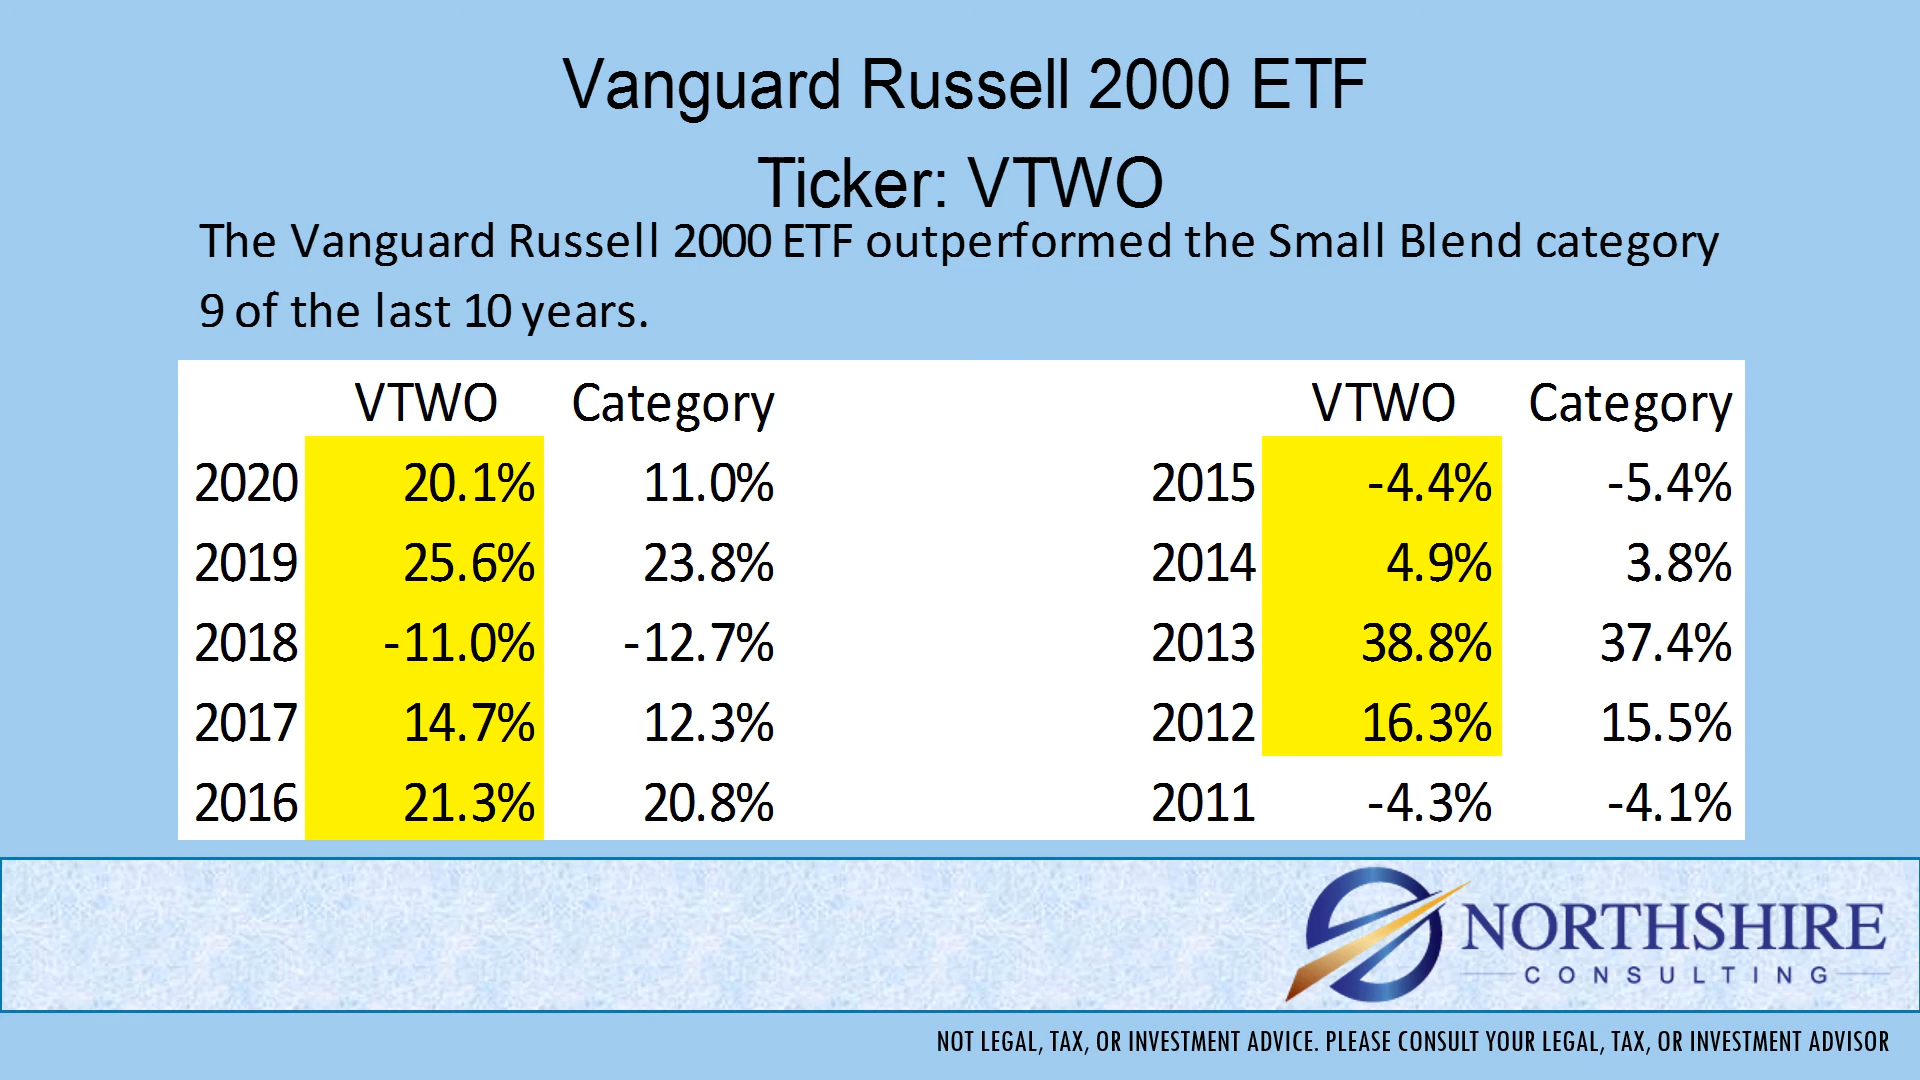 Vanguard Russell 2000 ETF
Ticker: VTWO
The Vanguard Russell 2000 ETF outperformed the Small Blend category
9 of the last 10 years.
VTWO Category VTWO Category
2020 20.1% 11.0% 2015 -4.4% -5.4%
2019 25.6% 23.8% 2014 4.9% 3.8%
2018 -11.0% -12.7% 2013 38.8% 37.4%
2017 14.7% 12.3% 2012 16.3% 15.5%
2016 21.3% 20.8% 2011 -4.3% -4.1%
NORTHSHIRE
CONSULTING
NOT LEGAL, TAX, OR INVESTMENT ADVICE. PLEASE CONSULT YOUR LEGAL, TAX, OR INVESTMENT ADVISOR